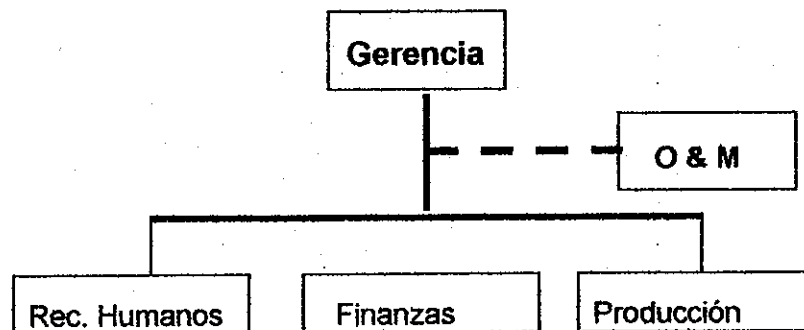 Gerencia
O & M
Rec. Humanos
Finanzas
Producción